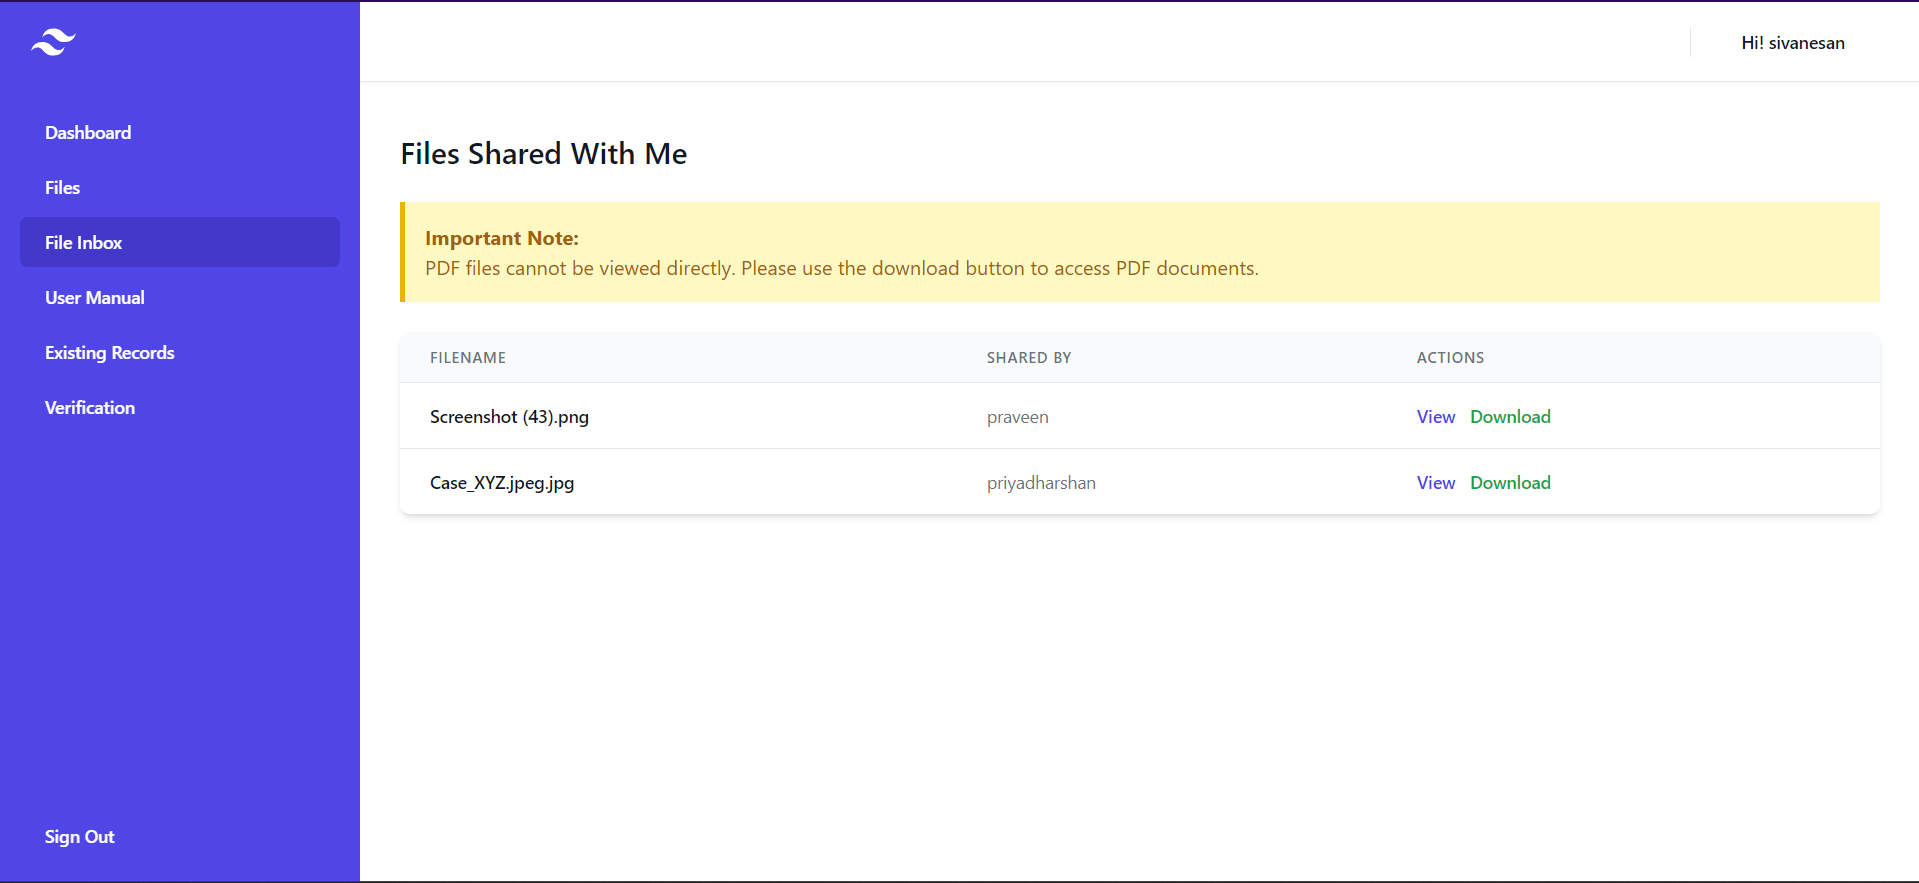 Hi! sivanesan
Dashboard
Files
File Inbox
User Manual
Existing Records
Verification
Sign Out
Files Shared With Me
Important Note:
PDF files cannot be viewed directly. Please use the download button to access PDF documents.
FILENAME SHARED BY ACTIONS
Screenshot (43).png praveen View Download
Case_XYZ.jpeg.jpg priyadharshan View Download